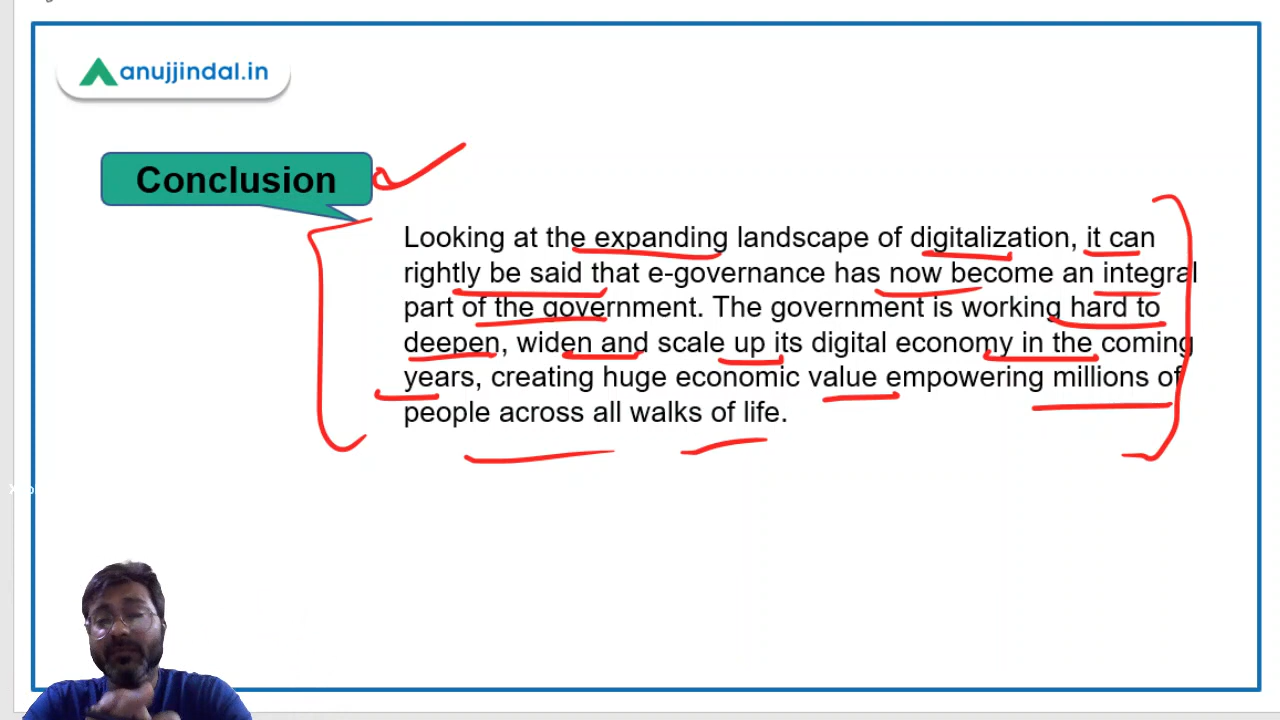 anujjindal.in
Conclusion
Looking at the expanding landscape of digitalization, it can
rightly be said that e-governance has now become an integral
part of the government. The government is working hard to
deepen, widen and scale up its digital economy in the coming
years, creating huge economic value empowering millions of
people across all walks of life.